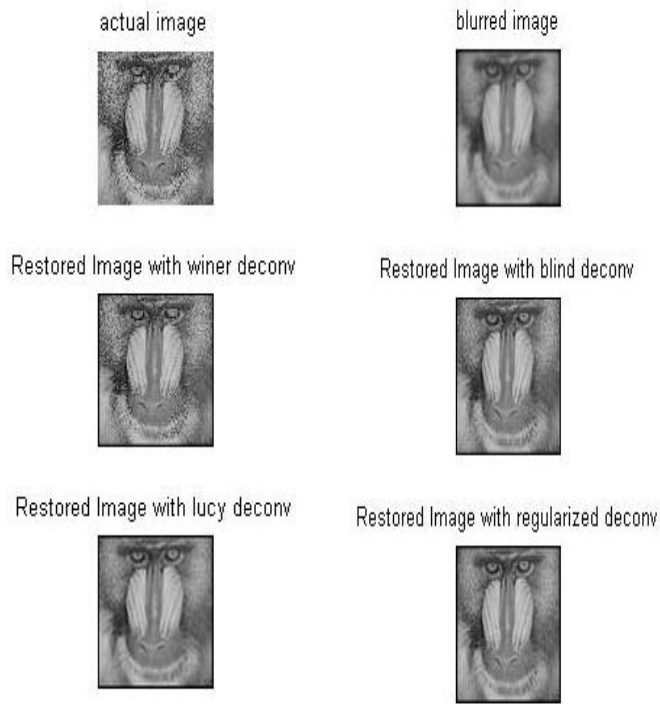 actual image
blurred image
Restored Image with winer deconv
Restored Image with blind deconv
Restored Image with lucy deconv
Restored Image with regularized deconv